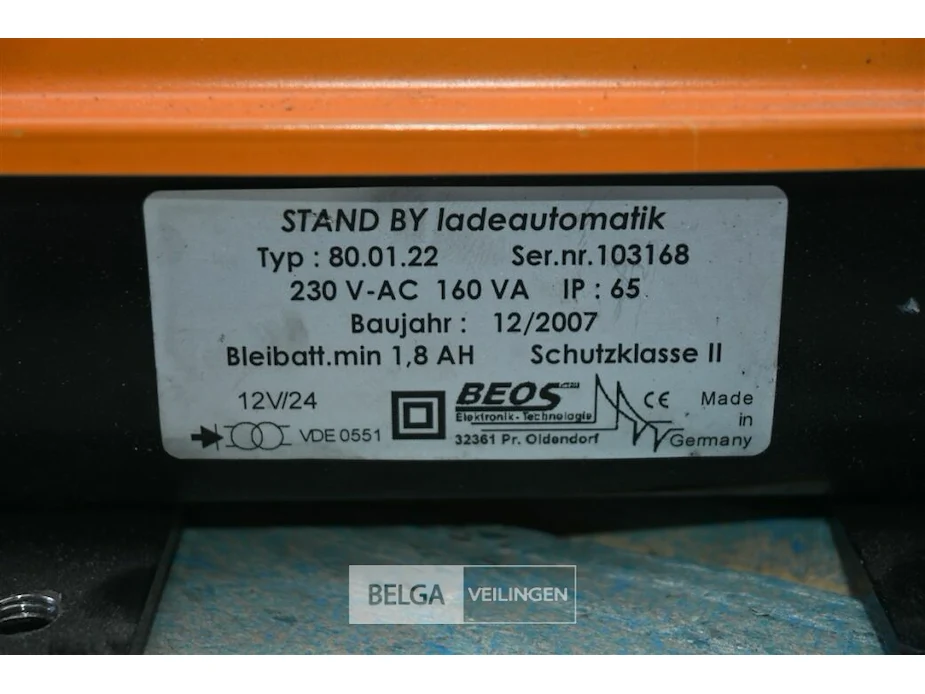 STAND BY ladeautomatik
Typ : 80.01.22 Ser.nr.103168
230 V-AC 160 VA IP : 65
Baujahr : 12/2007
Bleibatt.min 1,8 AH Schutzklasse II
12V/24
VDE 0551
BEOS
Elektronik-Technologie
32361 Pr. Oldendorf
CE Made
in
Germany
BELGA VEILINGEN